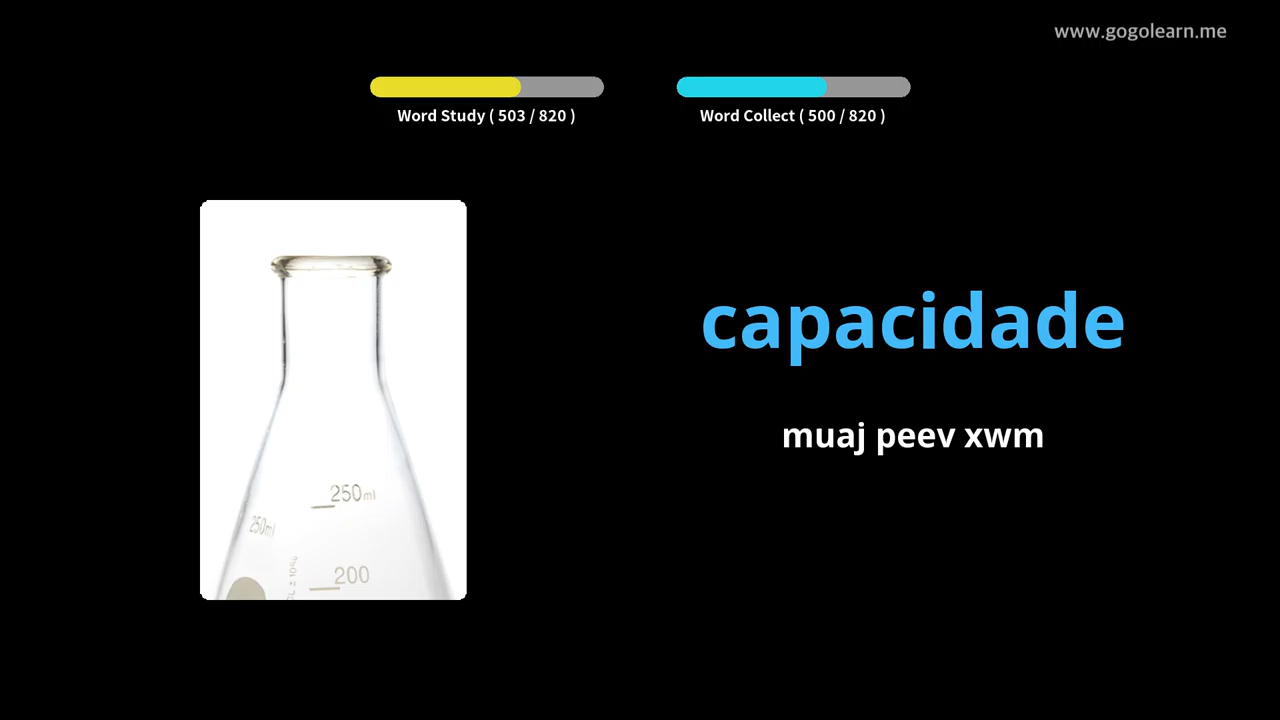 www.gogolearn.me
Word Study ( 503 / 820 )
Word Collect ( 500 / 820 )
capacidade
muaj peev xwm
250ml
250ml
200